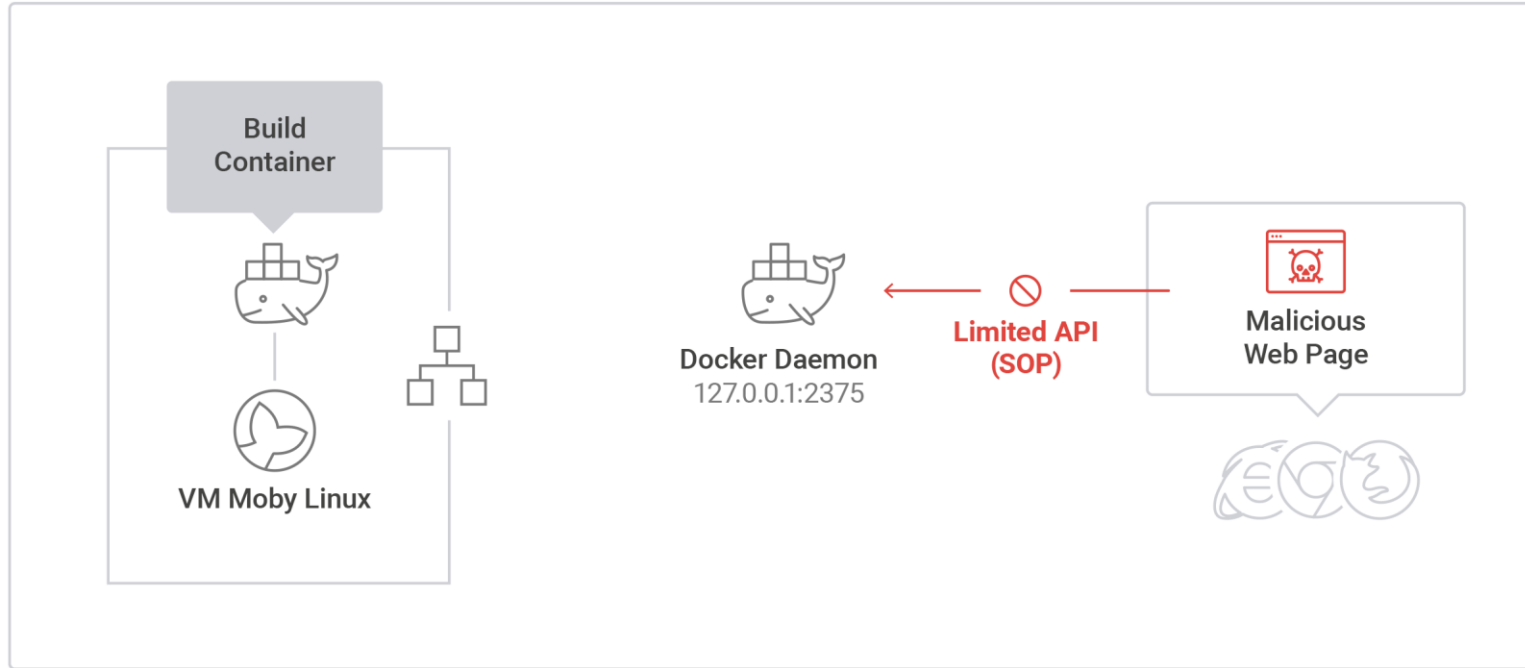 Build
Container
VM Moby Linux
Docker Daemon
127.0.0.1:2375
Limited API
(SOP)
Malicious
Web Page